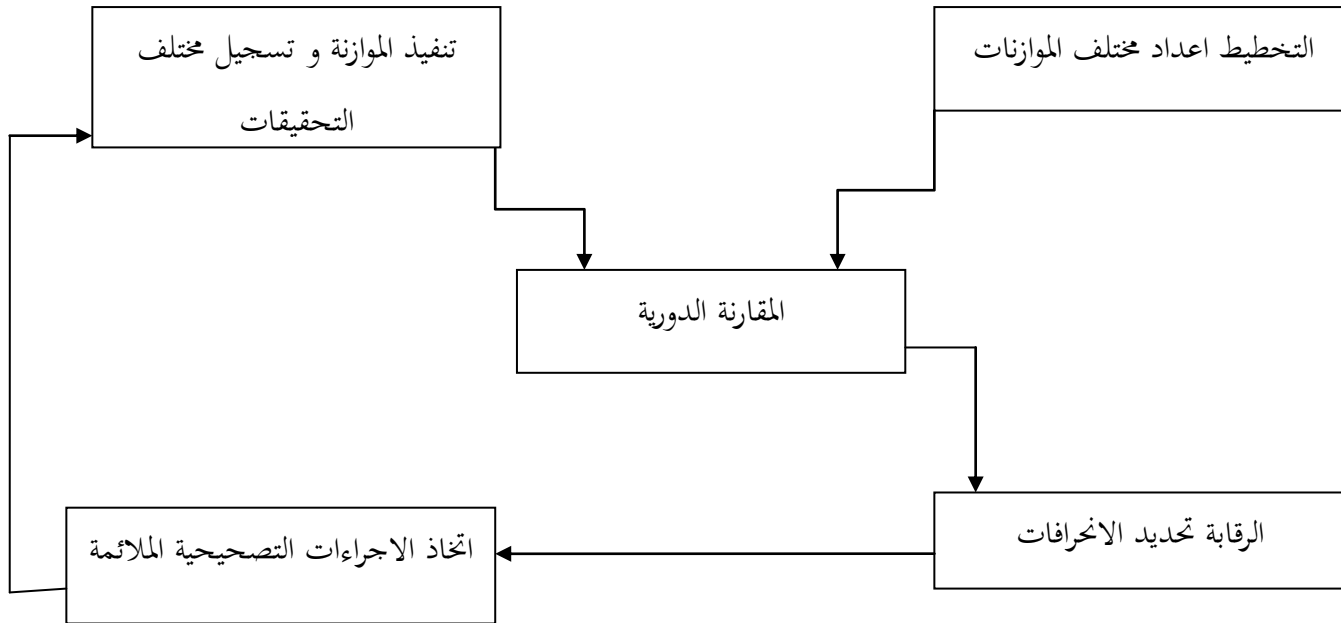 التخطيط اعداد مختلف الموازنات
تنفيذ الموازنة و تسجيل مختلف
التحقيقات
المقارنة الدورية
الرقابة تحديد الانحرافات
اتخاذ الاجراءات التصحيحية الملائمة